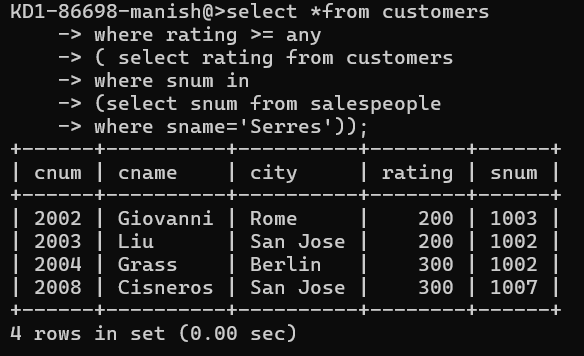 KD1-86698-manish@>select *from customers
    -> where rating >= any
    -> ( select rating from customers
    -> where snum in
    -> (select snum from salespeople
    -> where sname='Serres'));
+------+----------+----------+--------+------+
| cnum | cname    | city     | rating | snum |
+------+----------+----------+--------+------+
| 2002 | Giovanni | Rome     |    200 | 1003 |
| 2003 | Liu      | San Jose |    200 | 1002 |
| 2004 | Grass    | Berlin   |    300 | 1002 |
| 2008 | Cisneros | San Jose |    300 | 1007 |
+------+----------+----------+--------+------+
4 rows in set (0.00 sec)